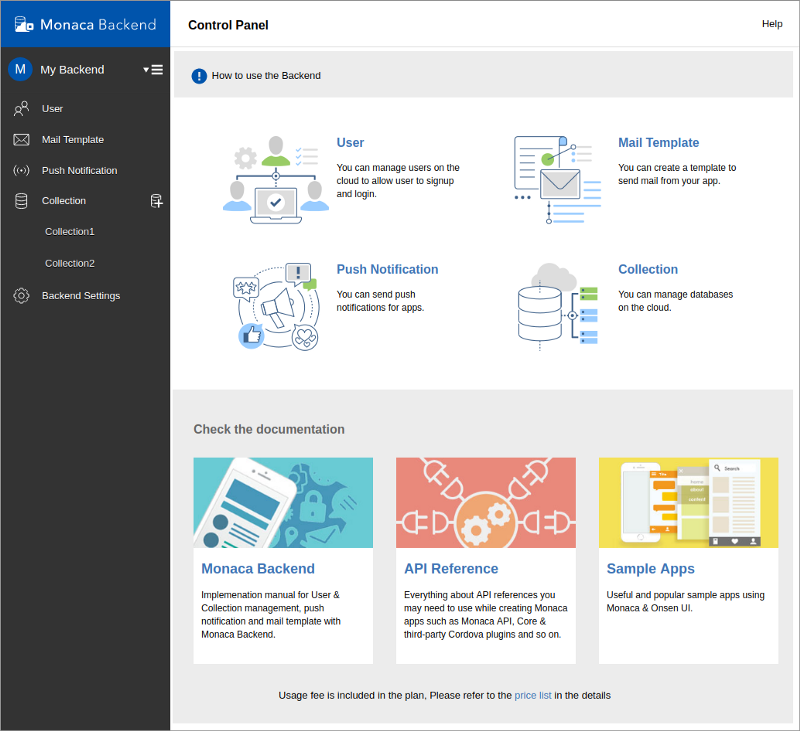 Monaca Backend
Control Panel
Help
M
My Backend
User
Mail Template
Push Notification
Collection
Collection1
Collection2
Backend Settings
How to use the Backend
User
You can manage users on the
cloud to allow user to signup
and login.
Mail Template
You can create a template to
send mail from your app.
Push Notification
You can send push
notifications for apps.
Collection
You can manage databases
on the cloud.
Check the documentation
Search
Monaca Backend
Implemenation manual for User &
Collection management, push
notification and mail template with
Monaca Backend.
API Reference
Everything about API references you
may need to use while creating Monaca
apps such as Monaca API, Core &
third-party Cordova plugins and so on.
Sample Apps
Useful and popular sample apps using
Monaca & Onsen UI.
Usage fee is included in the plan, Please refer to the price list in the details